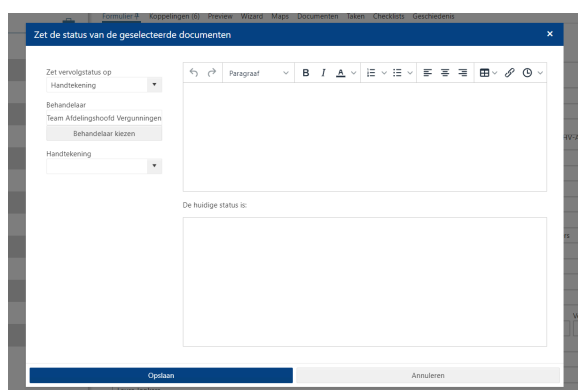 Formulier Koppelingen (6) Preview Wizard Maps Documenten Taken Checklists Geschiedenis
Zet de status van de geselecteerde documenten
Zet vervolgstatus op
Handtekening
Paragraaf B I A
Behandelaar
Team Afdelingshoofd Vergunningen
Behandelaar kiezen
Handtekening
De huidige status is:
Opslaan Annuleren